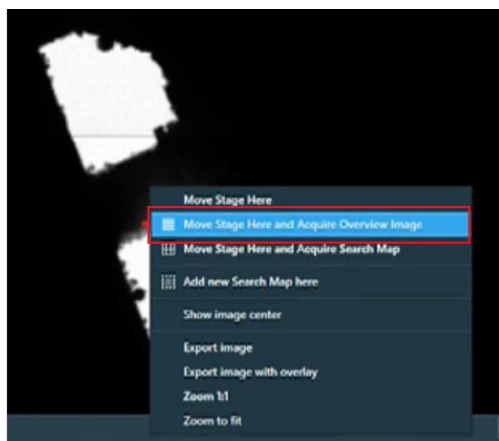 Move Stage Here
Move Stage Here and Acquire Overview Image
Move Stage Here and Acquire Search Map
Add new Search Map here
Show image center
Export image
Export image with overlay
Zoom 1:1
Zoom to fit